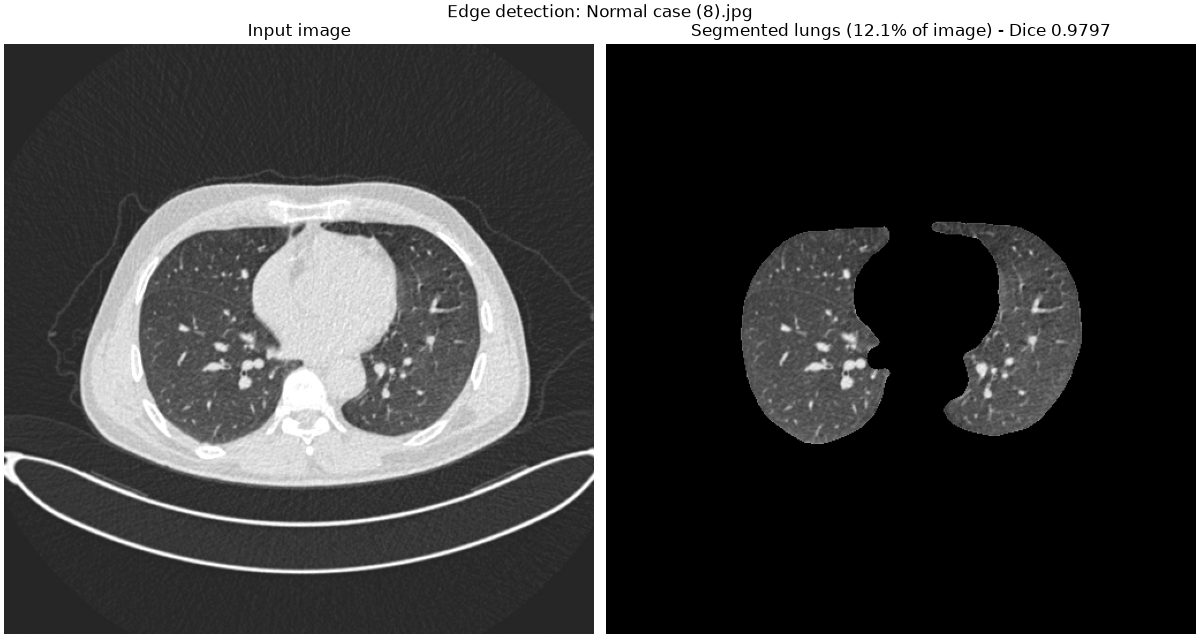 Edge detection: Normal case (8).jpg
Input image
Segmented lungs (12.1% of image) - Dice 0.9797